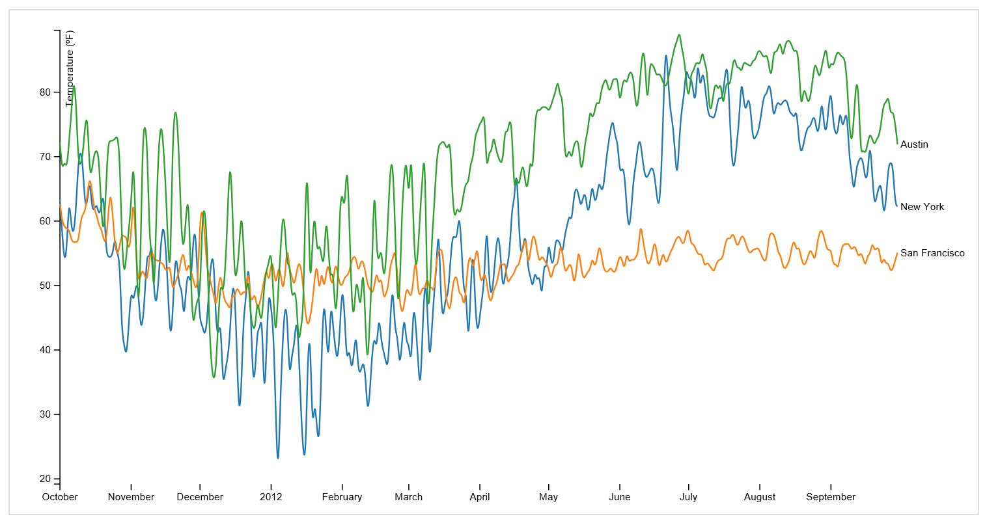 Temperature (ºF)
80
70
60
50
40
30
20
Austin
New York
San Francisco
October November December 2012 February March April May June July August September